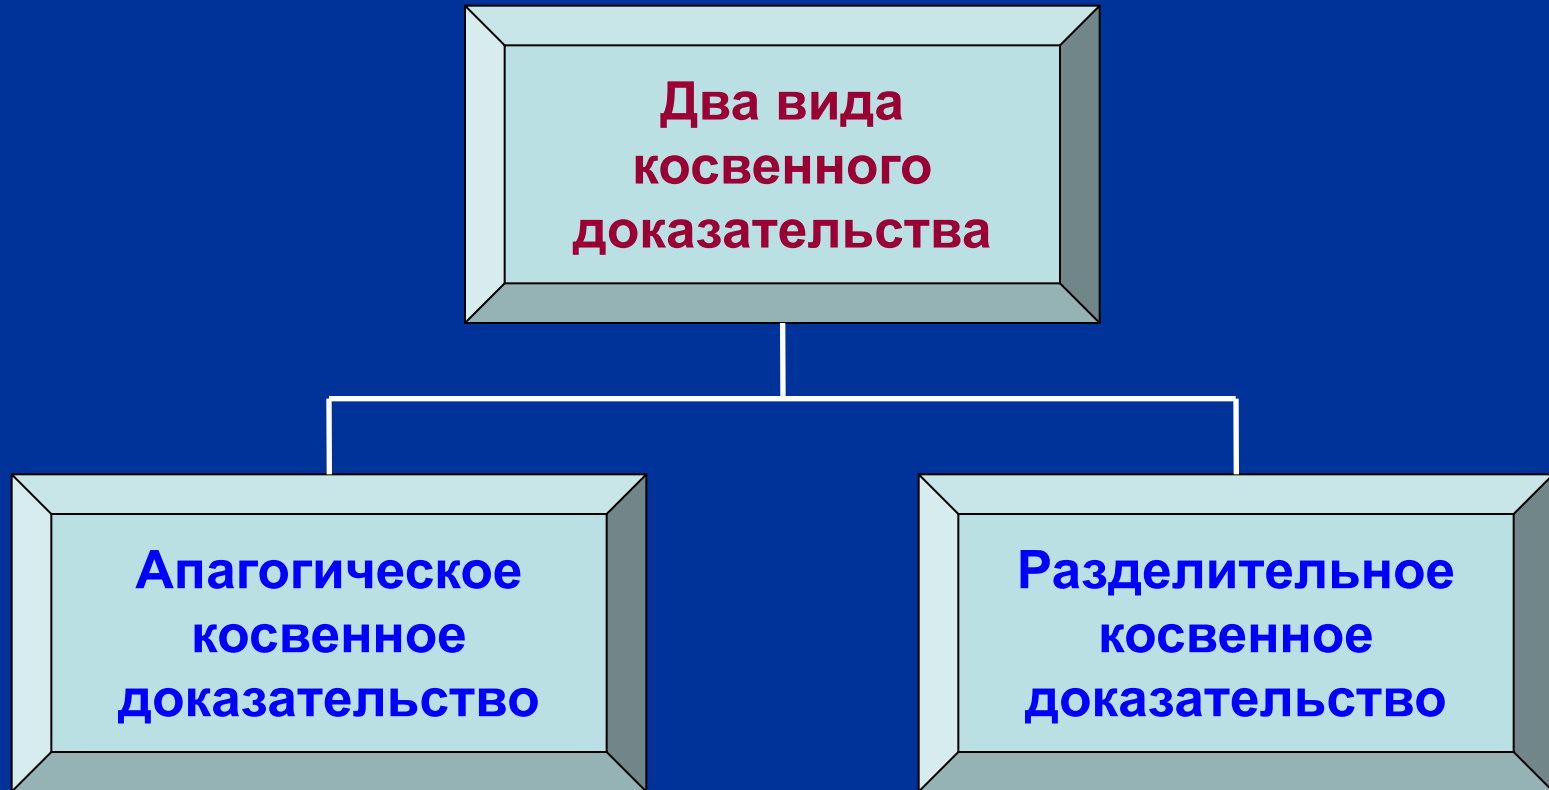 Два вида
косвенного
доказательства
Апагогическое
косвенное
доказательство
Разделительное
косвенное
доказательство